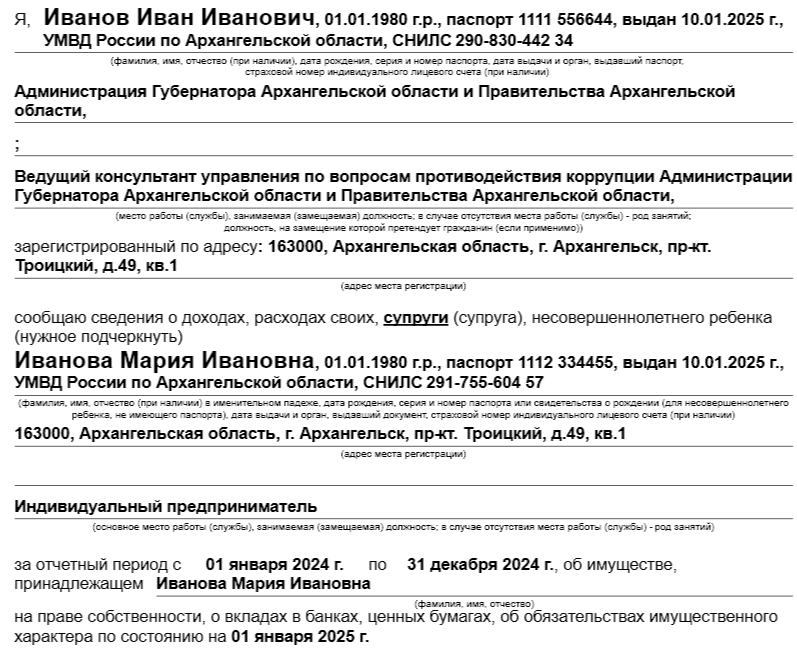 Я, Иванов Иван Иванович, 01.01.1980 г.р., паспорт 1111 556644, выдан 10.01.2025 г.,
УМВД России по Архангельской области, СНИЛС 290-830-442 34
(фамилия, имя, отчество (при наличии), дата рождения, серия и номер паспорта, дата выдачи и орган, выдавший паспорт,
страховой номер индивидуального лицевого счета (при наличии)
Администрация Губернатора Архангельской области и Правительства Архангельской
области,
;
Ведущий консультант управления по вопросам противодействия коррупции Администрации
Губернатора Архангельской области и Правительства Архангельской области,
(место работы (службы), занимаемая (замещаемая) должность; в случае отсутствия места работы (службы) - род занятий;
должность, на замещение которой претендует гражданин (если применимо))
зарегистрированный по адресу: 163000, Архангельская область, г. Архангельск, пр-кт.
Троицкий, д.49, кв.1
(адрес места регистрации)
сообщаю сведения о доходах, расходах своих, супруги (супруга), несовершеннолетнего ребенка
(нужное подчеркнуть)
Иванова Мария Ивановна, 01.01.1980 г.р., паспорт 1112 334455, выдан 10.01.2025 г.,
УМВД России по Архангельской области, СНИЛС 291-755-604 57
(фамилия, имя, отчество (при наличии) в именительном падеже, дата рождения, серия и номер паспорта или свидетельства о рождении (для несовершеннолетнего
ребенка, не имеющего паспорта), дата выдачи и орган, выдавший документ, страховой номер индивидуального лицевого счета (при наличии)
163000, Архангельская область, г. Архангельск, пр-кт. Троицкий, д.49, кв.1
(адрес места регистрации)
Индивидуальный предприниматель
(основное место работы (службы), занимаемая (замещаемая) должность; в случае отсутствия места работы (службы) - род занятий)
за отчетный период с 01 января 2024 г. по 31 декабря 2024 г., об имуществе,
принадлежащем Иванова Мария Ивановна
(фамилия, имя, отчество)
на праве собственности, о вкладах в банках, ценных бумагах, об обязательствах имущественного
характера по состоянию на 01 января 2025 г.